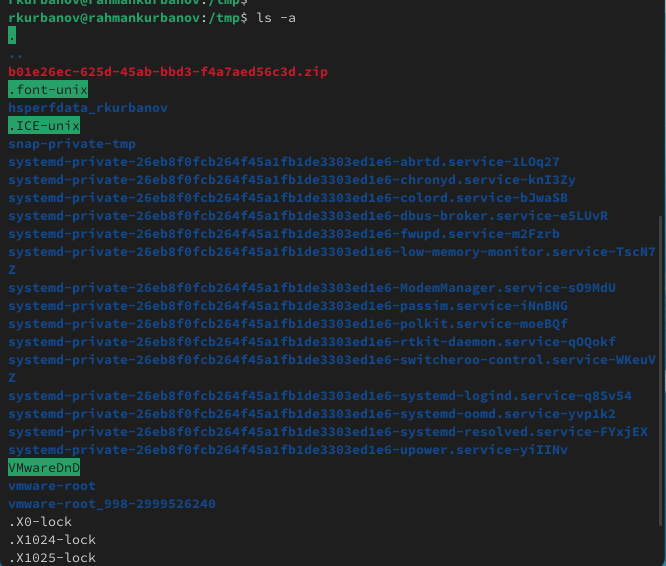 rkurbanov@rahmankurbanov:/tmp$
rkurbanov@rahmankurbanov:/tmp$ ls -a
.
..
b01e26ec-625d-45ab-bbd3-f4a7aed56c3d.zip
.font-unix
hsperfdata_rkurbanov
.ICE-unix
snap-private-tmp
systemd-private-26eb8f0fcb264f45a1fb1de3303ed1e6-abrtd.service-1LOq27
systemd-private-26eb8f0fcb264f45a1fb1de3303ed1e6-chronyd.service-knI3Zy
systemd-private-26eb8f0fcb264f45a1fb1de3303ed1e6-colord.service-bJwaSB
systemd-private-26eb8f0fcb264f45a1fb1de3303ed1e6-dbus-broker.service-e5LUvR
systemd-private-26eb8f0fcb264f45a1fb1de3303ed1e6-fwupd.service-m2Fzrb
systemd-private-26eb8f0fcb264f45a1fb1de3303ed1e6-low-memory-monitor.service-TscN7
Z
systemd-private-26eb8f0fcb264f45a1fb1de3303ed1e6-ModemManager.service-sO9MdU
systemd-private-26eb8f0fcb264f45a1fb1de3303ed1e6-passim.service-iNnBNG
systemd-private-26eb8f0fcb264f45a1fb1de3303ed1e6-polkit.service-moeBQf
systemd-private-26eb8f0fcb264f45a1fb1de3303ed1e6-rtkit-daemon.service-qOQokf
systemd-private-26eb8f0fcb264f45a1fb1de3303ed1e6-switcheroo-control.service-WKeuV
Z
systemd-private-26eb8f0fcb264f45a1fb1de3303ed1e6-systemd-logind.service-q8Sv54
systemd-private-26eb8f0fcb264f45a1fb1de3303ed1e6-systemd-oomd.service-yvp1k2
systemd-private-26eb8f0fcb264f45a1fb1de3303ed1e6-systemd-resolved.service-FYxjEX
systemd-private-26eb8f0fcb264f45a1fb1de3303ed1e6-upower.service-yiIINv
VMwareDnD
vmware-root
vmware-root_998-2999526240
.X0-lock
.X1024-lock
.X1025-lock